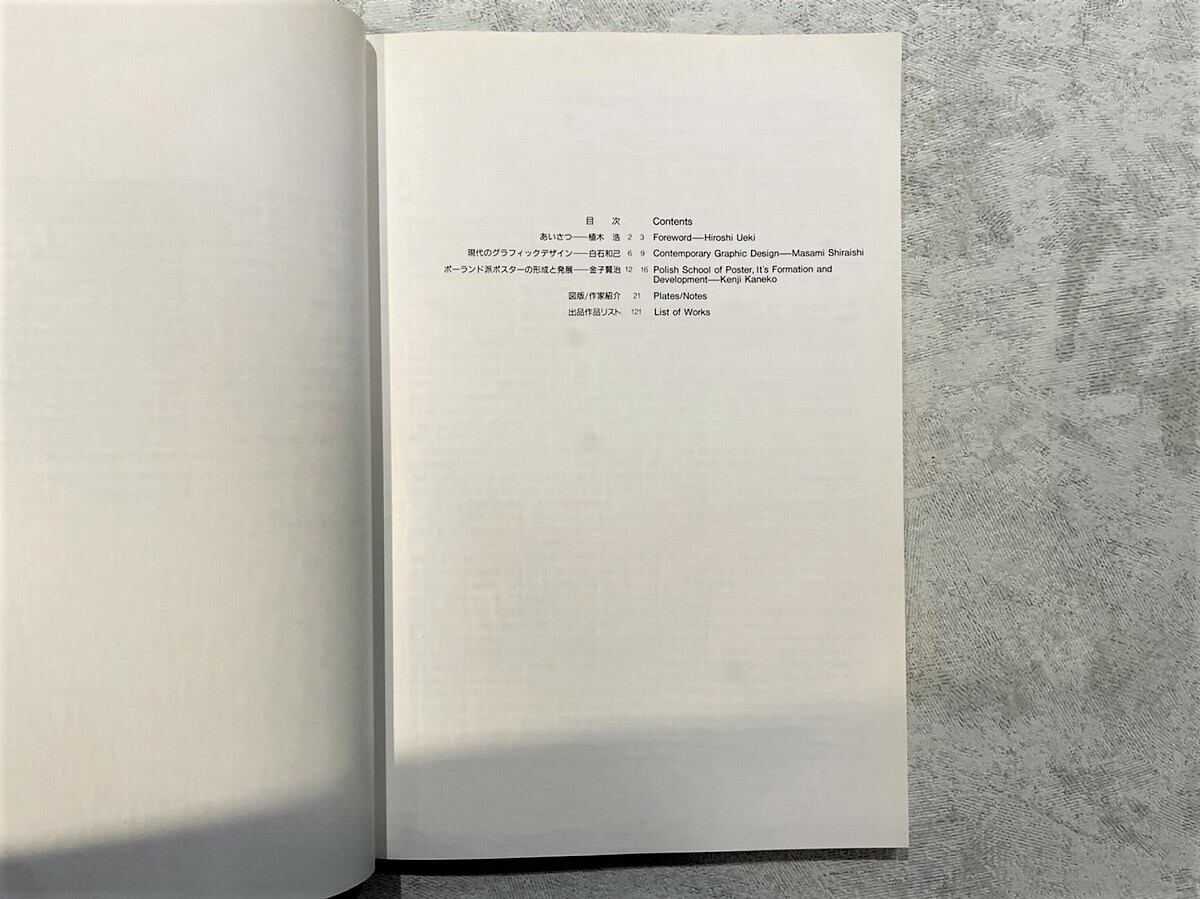 目 次 Contents
あいさつ──植木 浩 2 3 Foreword—Hiroshi Ueki
現代のグラフィックデザイン──白石和己 6 9 Contemporary Graphic Design—Masami Shiraishi
ポーランド派ポスターの形成と発展──金子賢治 12 16 Polish School of Poster, It's Formation and
Development—Kenji Kaneko
図版/作家紹介 21 Plates/Notes
出品作品リスト 121 List of Works